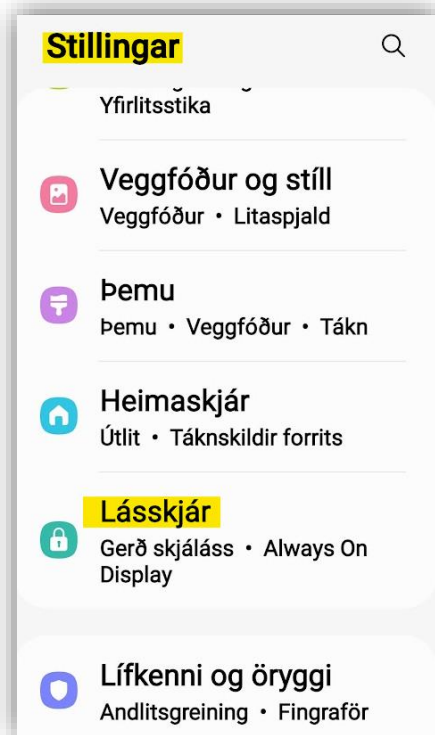 Stillingar
Yfirlitsstika
Veggfóður og stíll
Veggfóður • Litaspjald
Þemu
Þemu • Veggfóður • Tákn
Heimaskjár
Útlit • Táknskildir forrits
Lásskjár
Gerð skjáláss • Always On
Display
Lífkenni og öryggi
Andlitsgreining • Fingraför